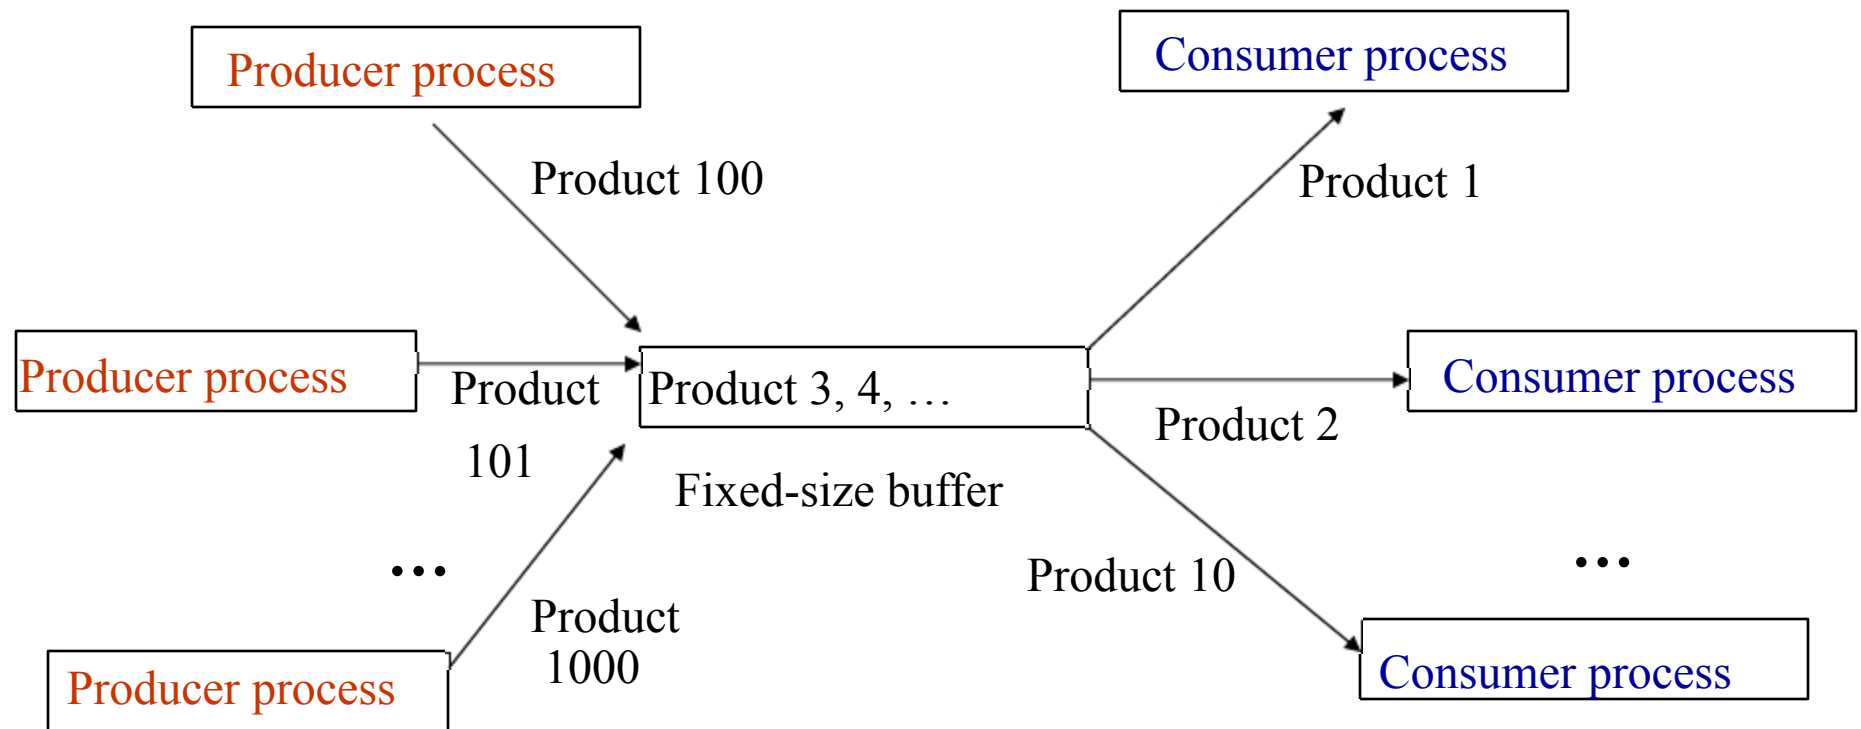 Producer process
Consumer process
Product 100
Product 1
Producer process
Product
101
Product 3, 4, …
Fixed-size buffer
Consumer process
Product 2
...
Product 10
...
Product
1000
Producer process
Consumer process